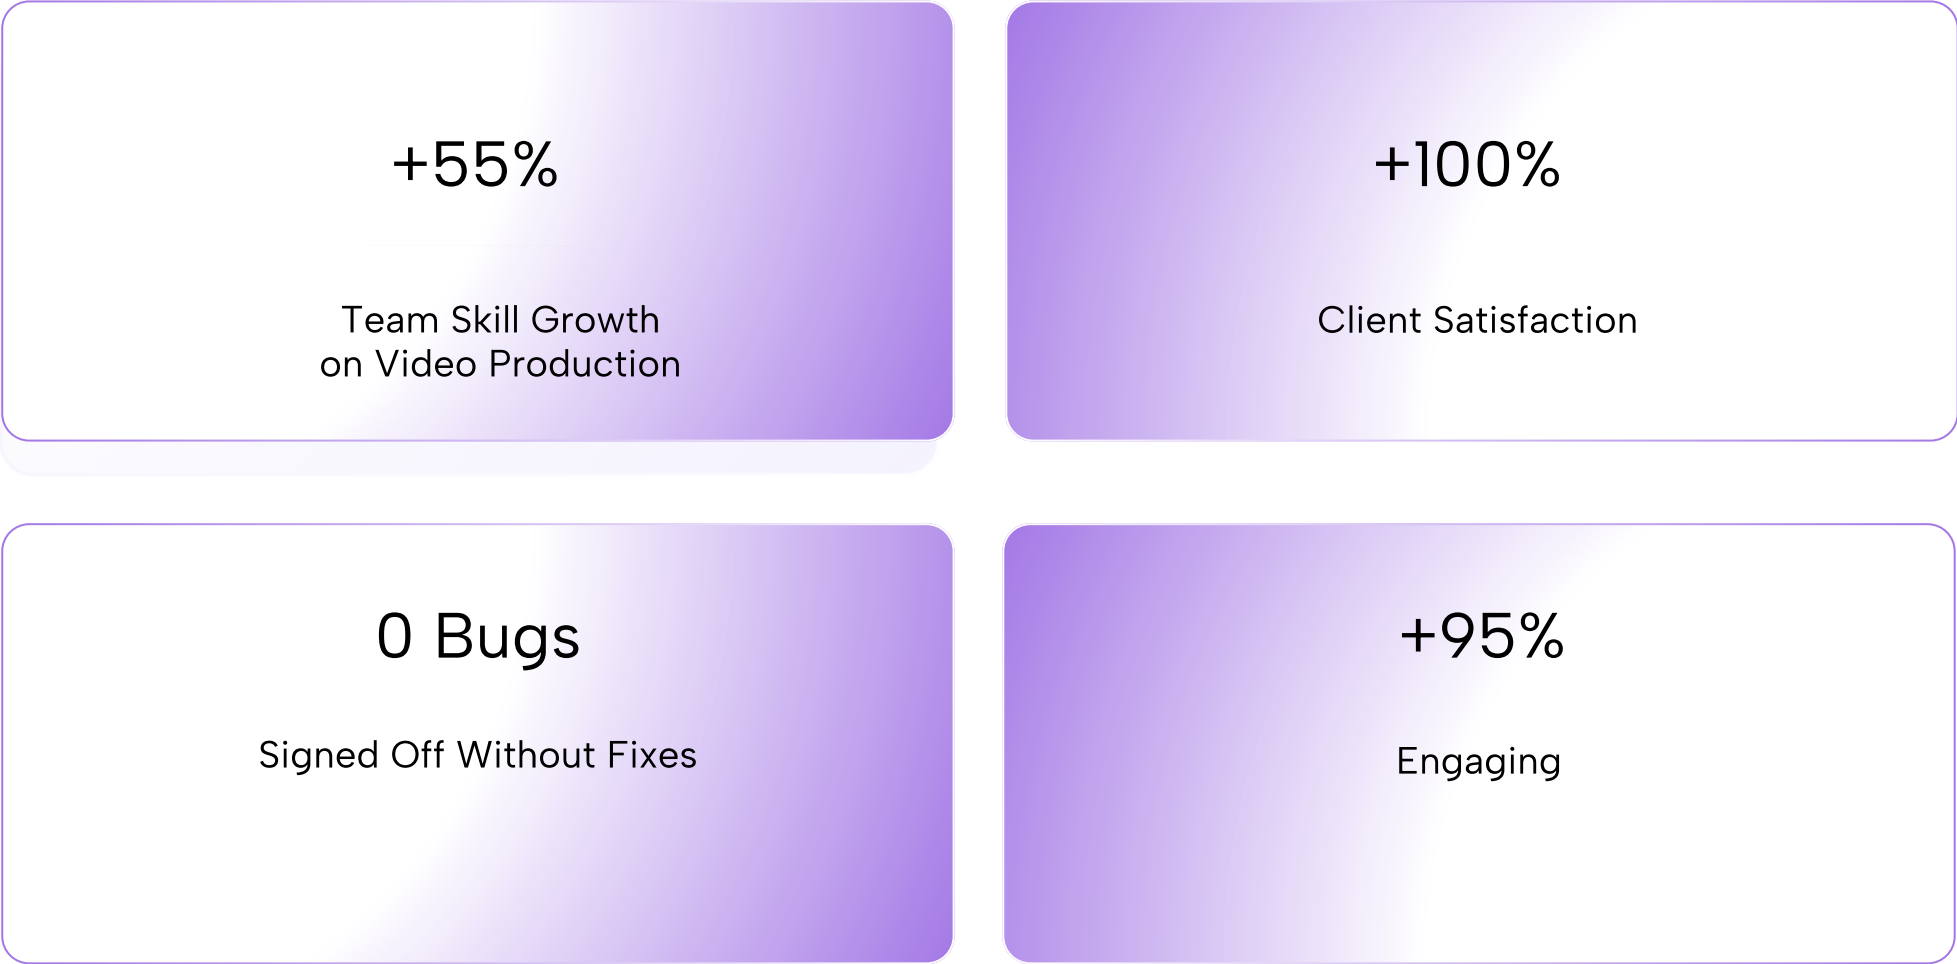 +55%
Team Skill Growth
on Video Production
+100%
Client Satisfaction
0 Bugs
Signed Off Without Fixes
+95%
Engaging